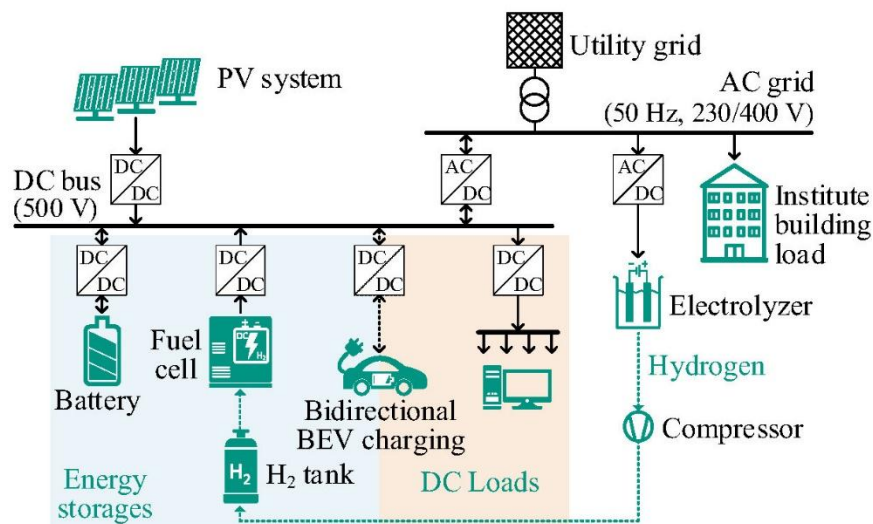 PV system
Utility grid
AC grid
(50 Hz, 230/400 V)
DC bus
(500 V)
DC
DC
AC
DC
AC
DC
Institute
building
load
DC
DC
DC
DC
DC
DC
DC
DC
Electrolyzer
Battery
Fuel
cell
DC
H₂
Bidirectional
BEV charging
Hydrogen
Compressor
H₂
H₂ tank
Energy
storages
DC Loads